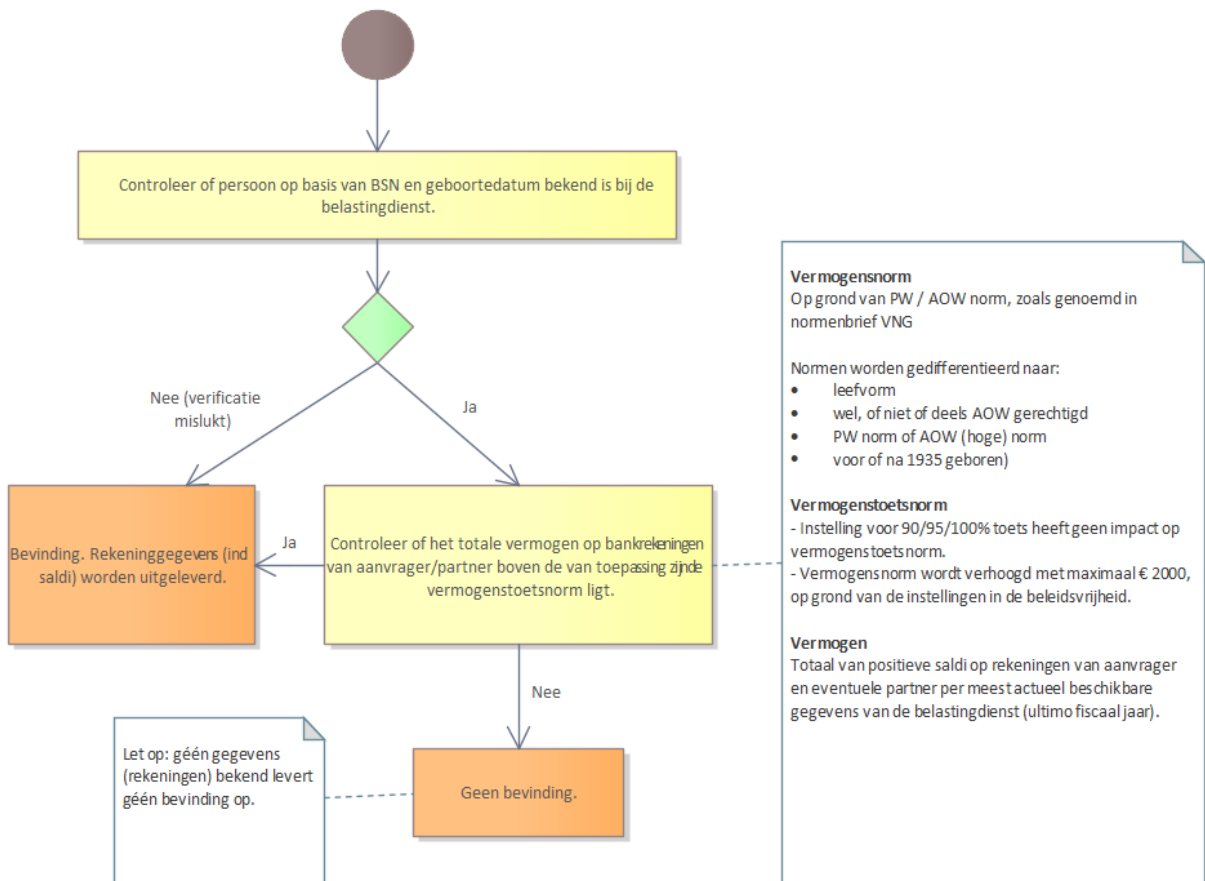 Controleer of persoon op basis van BSN en geboortedatum bekend is bij de
belastingdienst.
Nee (verificatie
mislukt)
Ja
Bevinding. Rekeninggegevens (incl
saldi) worden uitgeleverd.
Ja
Controleer of het totale vermogen op bankrekeningen
van aanvrager/partner boven de van toepassing zijnde
vermogenstoetsnorm ligt.
Nee
Geen bevinding.
Let op: géén gegevens
(rekeningen) bekend levert
géén bevinding op.
Vermogensnorm
Op grond van PW / AOW norm, zoals genoemd in
normenbrief VNG
Normen worden gedifferentieerd naar:
• leefvorm
• wel, of niet of deels AOW gerechtigd
• PW norm of AOW (hoge) norm
• voor of na 1935 geboren)
Vermogenstoetsnorm
- Instelling voor 90/95/100% toets heeft geen impact op
vermogenstoetsnorm.
- Vermogensnorm wordt verhoogd met maximaal € 2000,
op grond van de instellingen in de beleidsvrijheid.
Vermogen
Totaal van positieve saldi op rekeningen van aanvrager
en eventuele partner per meest actueel beschikbare
gegevens van de belastingdienst (ultimo fiscaal jaar).